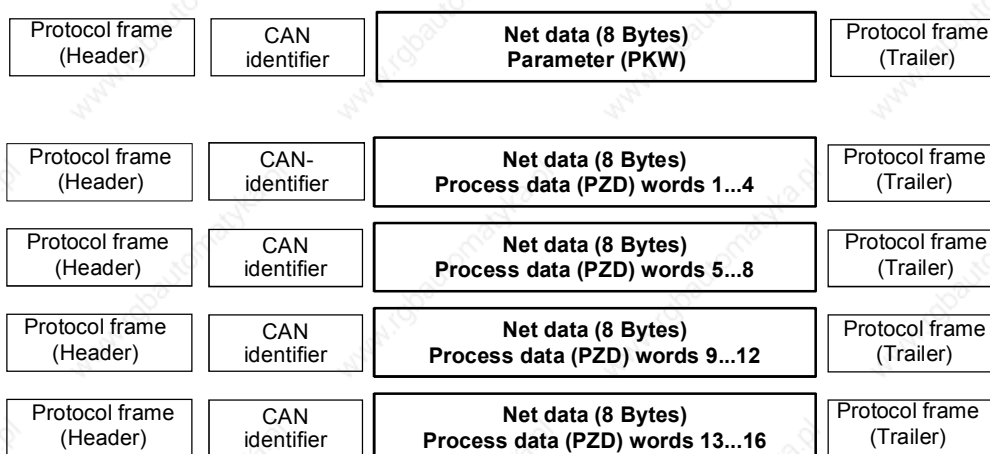 Protocol frame CAN Net data (8 Bytes) Protocol frame
(Header) identifier Parameter (PKW) (Trailer)
Protocol frame CAN- Net data (8 Bytes) Protocol frame
(Header) identifier Process data (PZD) words 1...4 (Trailer)
Protocol frame CAN Net data (8 Bytes) Protocol frame
(Header) identifier Process data (PZD) words 5...8 (Trailer)
Protocol frame CAN Net data (8 Bytes) Protocol frame
(Header) identifier Process data (PZD) words 9...12 (Trailer)
Protocol frame CAN Net data (8 Bytes) Protocol frame
(Header) identifier Process data (PZD) words 13...16 (Trailer)